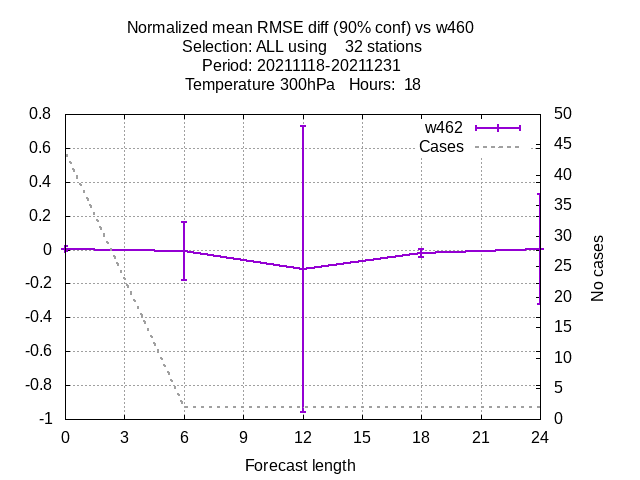 Normalized mean RMSE diff (90% conf) vs w460
Selection: ALL using    32 stations
Period: 20211118-20211231
Temperature 300hPa   Hours:  18
w462
Cases
0.8
0.6
0.4
0.2
0
-0.2
-0.4
-0.6
-0.8
-1
50
45
40
35
30
25
20
15
10
5
0
No cases
0 3 6 9 12 15 18 21 24
Forecast length